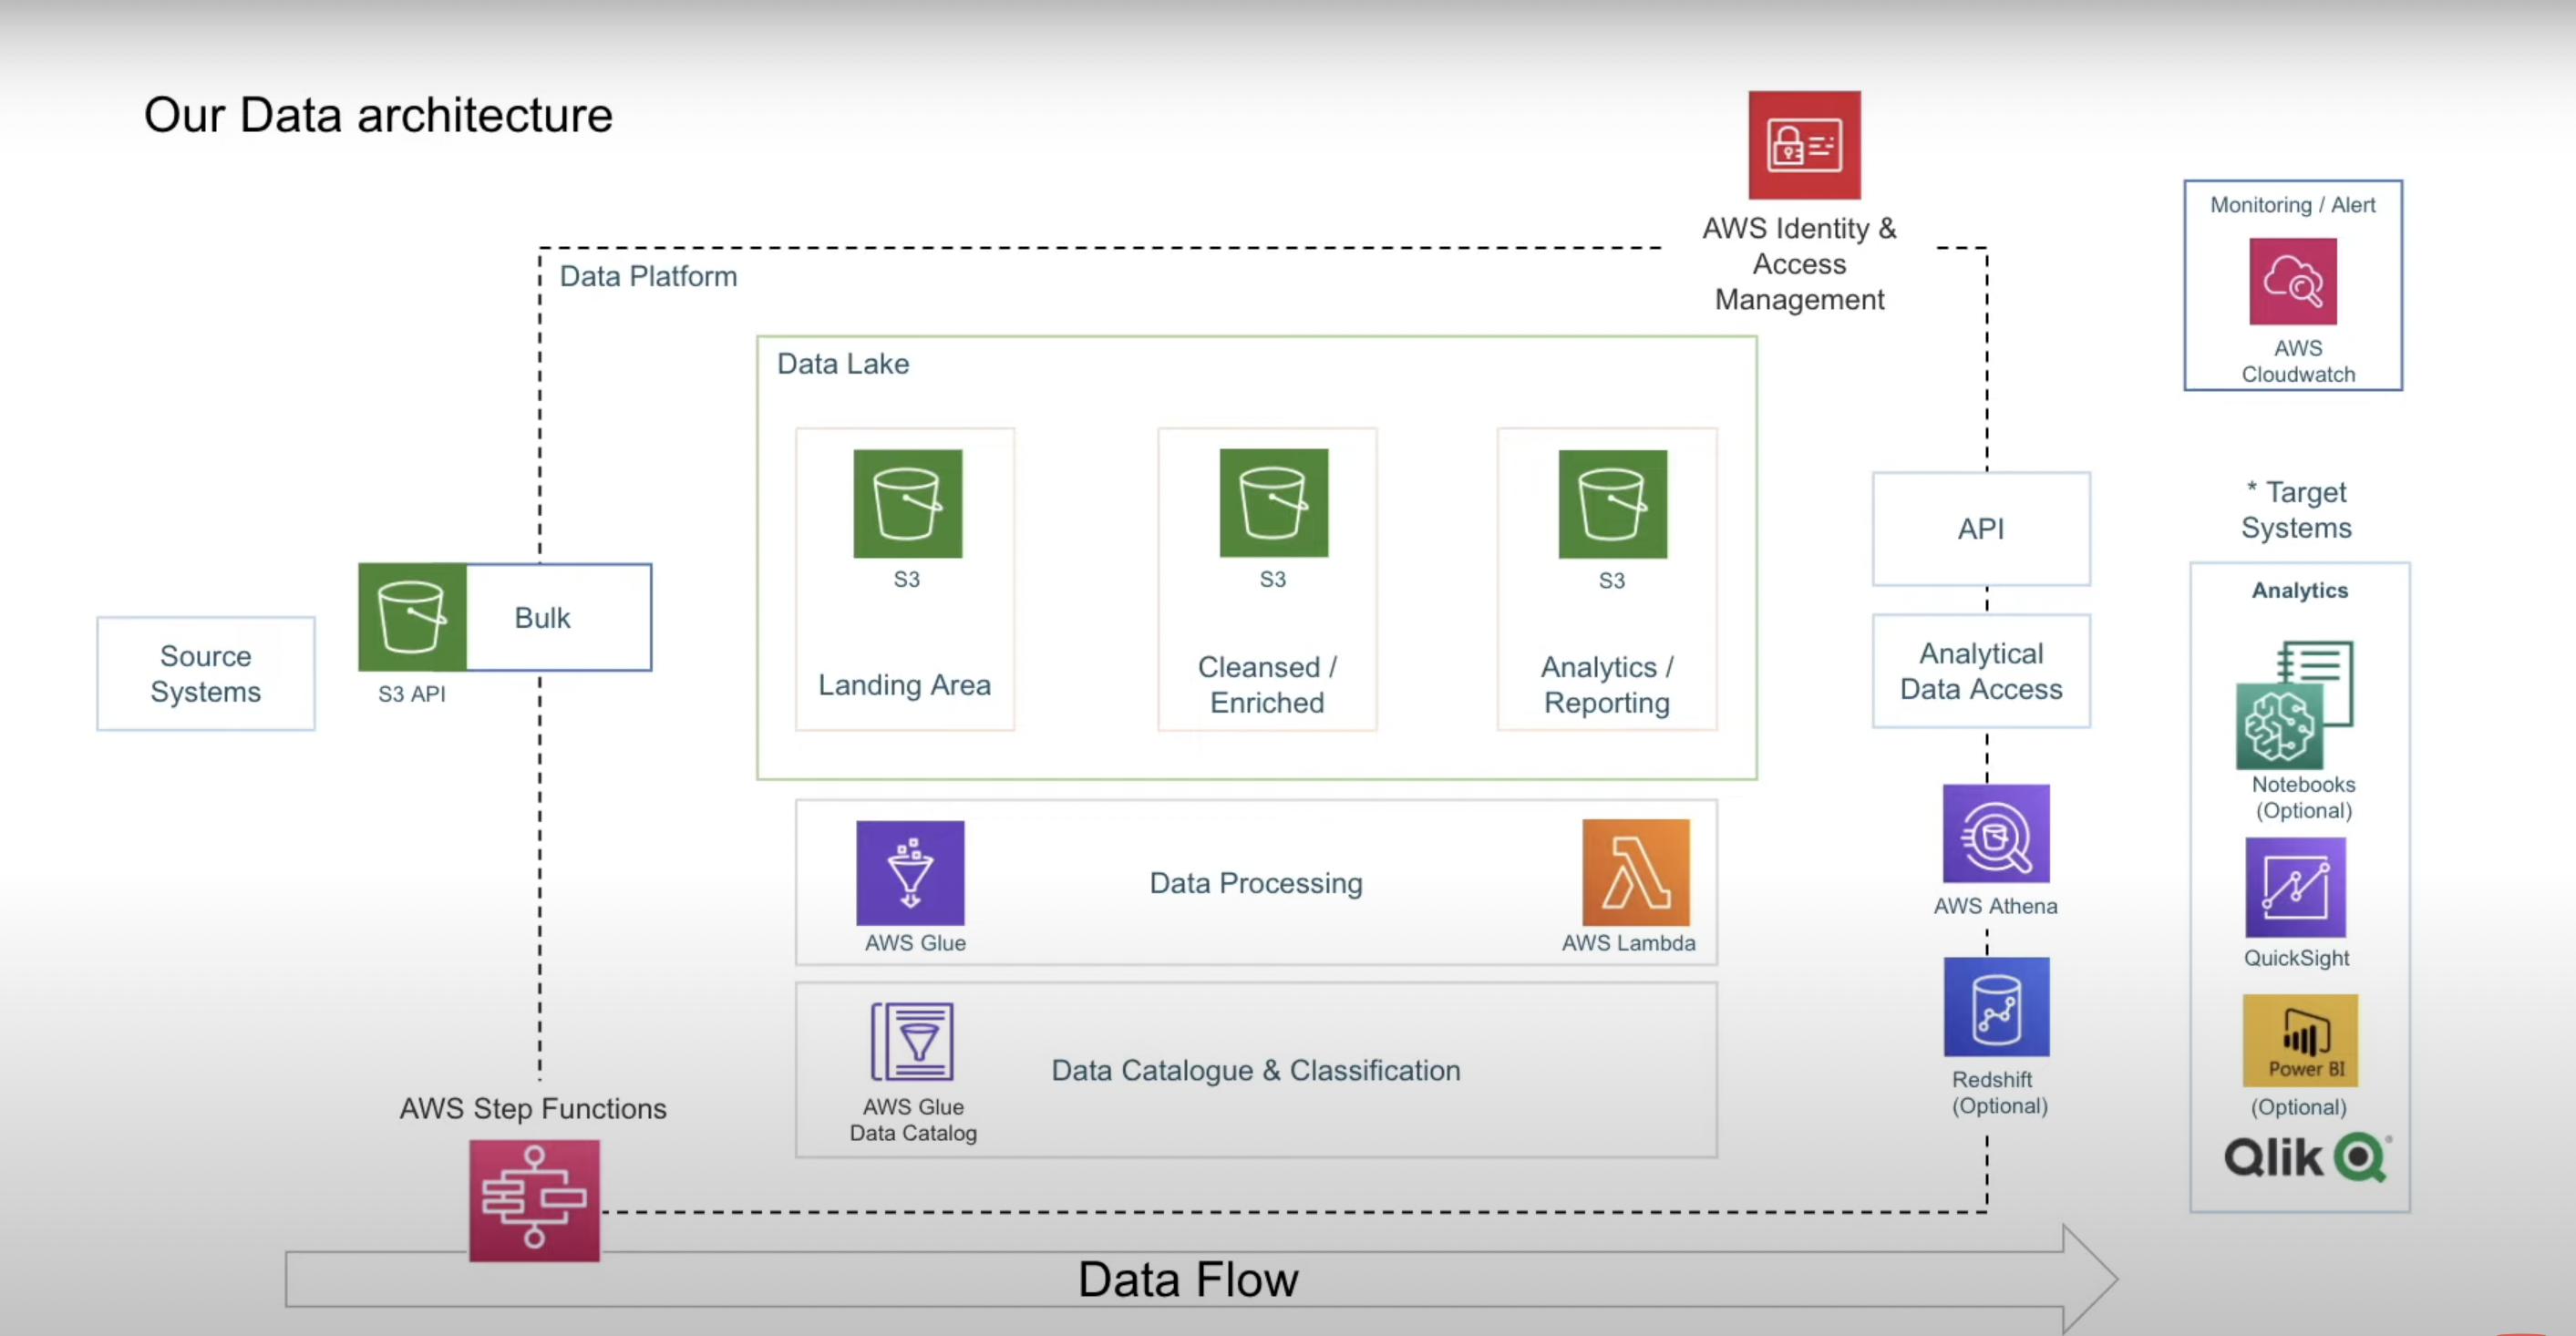 Our Data architecture
AWS Identity &
Access
Management
Monitoring / Alert
AWS
Cloudwatch
Data Platform
Data Lake
S3
Landing Area
S3
Cleansed /
Enriched
S3
Analytics /
Reporting
Source
Systems
S3 API
Bulk
API
Analytical
Data Access
* Target
Systems
Analytics
Notebooks
(Optional)
QuickSight
Power BI
(Optional)
Qlik
AWS Glue
Data Processing
AWS Lambda
AWS Athena
Redshift
(Optional)
AWS Glue
Data Catalog
Data Catalogue & Classification
AWS Step Functions
Data Flow